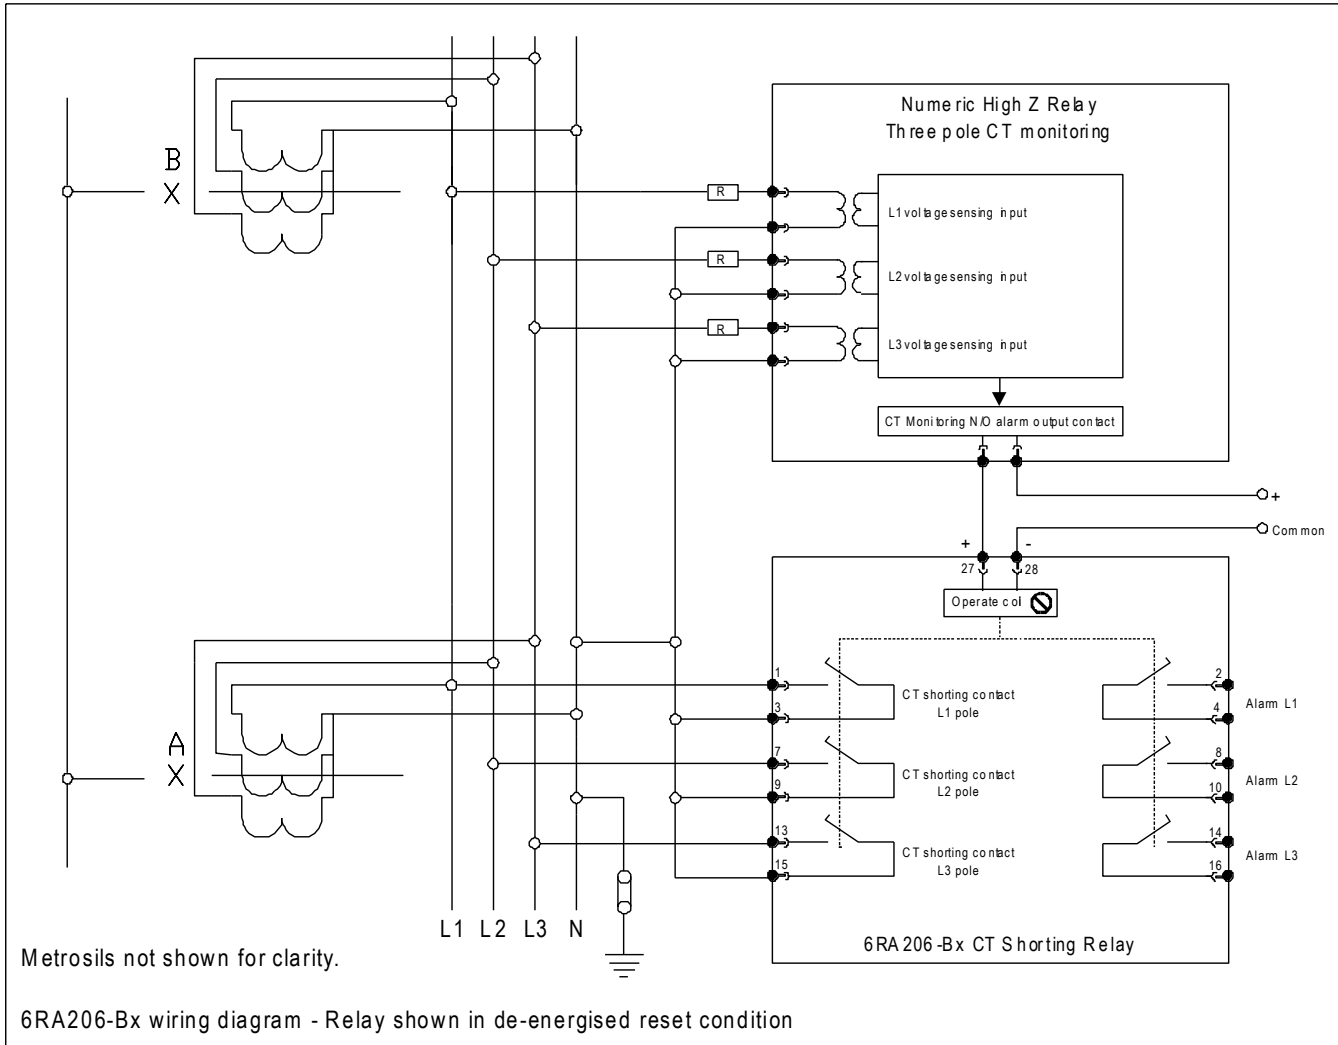 Numeric High Z Relay
Three pole CT monitoring
B
X
R
L1 voltage sensing input
R
L2 voltage sensing input
R
L3 voltage sensing input
CT Monitoring N/O alarm output contact
+
Common
+
-
27
28
Operate coil
A
X
1
CT shorting contact
L1 pole
3
2
4
Alarm L1
7
CT shorting contact
L2 pole
9
8
10
Alarm L2
13
CT shorting contact
L3 pole
15
14
16
Alarm L3
L1 L2 L3 N
6RA206-Bx CT Shorting Relay
Metrosils not shown for clarity.
6RA206-Bx wiring diagram - Relay shown in de-energised reset condition